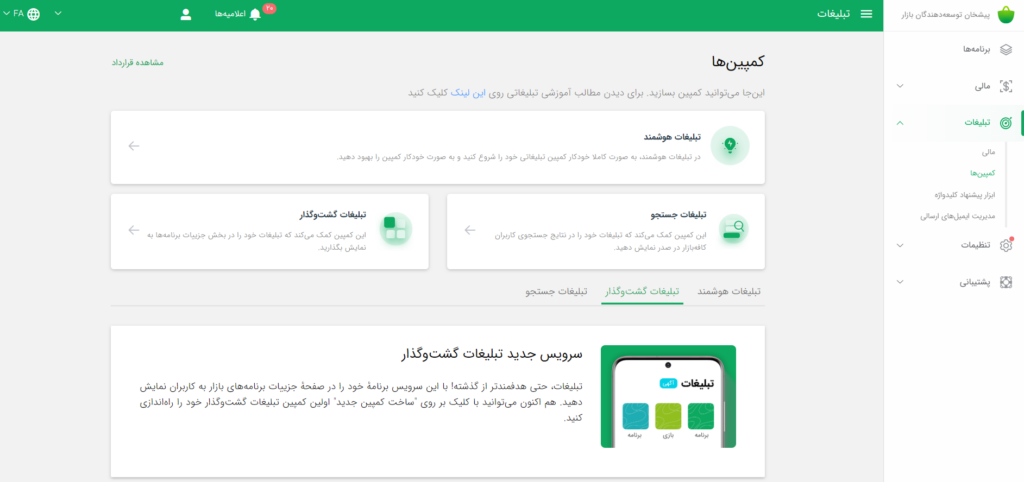 پیشخان توسعه‌دهندگان بازار
تبلیغات
۲۰
اعلامیه‌ها
FA
برنامه‌ها
مالی
تبلیغات
مالی
کمپین‌ها
ابزار پیشنهاد کلیدواژه
مدیریت ایمیل‌های ارسالی
تنظیمات
پشتیبانی
کمپین‌ها
مشاهده قرارداد
این‌جا می‌توانید کمپین بسازید. برای دیدن مطالب آموزشی تبلیغاتی روی این لینک کلیک کنید
تبلیغات هوشمند
در تبلیغات هوشمند، به صورت کاملا خودکار کمپین تبلیغاتی خود را شروع کنید و به صورت خودکار کمپین را بهبود دهید.
تبلیغات جستجو
این کمپین کمک می‌کند که تبلیغات خود را در نتایج جستجوی کاربران
کافه‌بازار در صدر نمایش دهید.
تبلیغات گشت‌وگذار
این کمپین کمک می‌کند که تبلیغات خود را در بخش جزییات برنامه‌ها به
نمایش بگذارید.
تبلیغات هوشمند
تبلیغات گشت‌وگذار
تبلیغات جستجو
تبلیغات
آگهی
برنامه
بازی
برنامه
سرویس جدید تبلیغات گشت‌وگذار
تبلیغات، حتی هدفمندتر از گذشته! با این سرویس برنامهٔ خود را در صفحهٔ جزییات برنامه‌های بازار به کاربران نمایش
دهید. هم اکنون می‌توانید با کلیک بر روی "ساخت کمپین جدید" اولین کمپین تبلیغات گشت‌وگذار خود را راه‌اندازی
کنید.